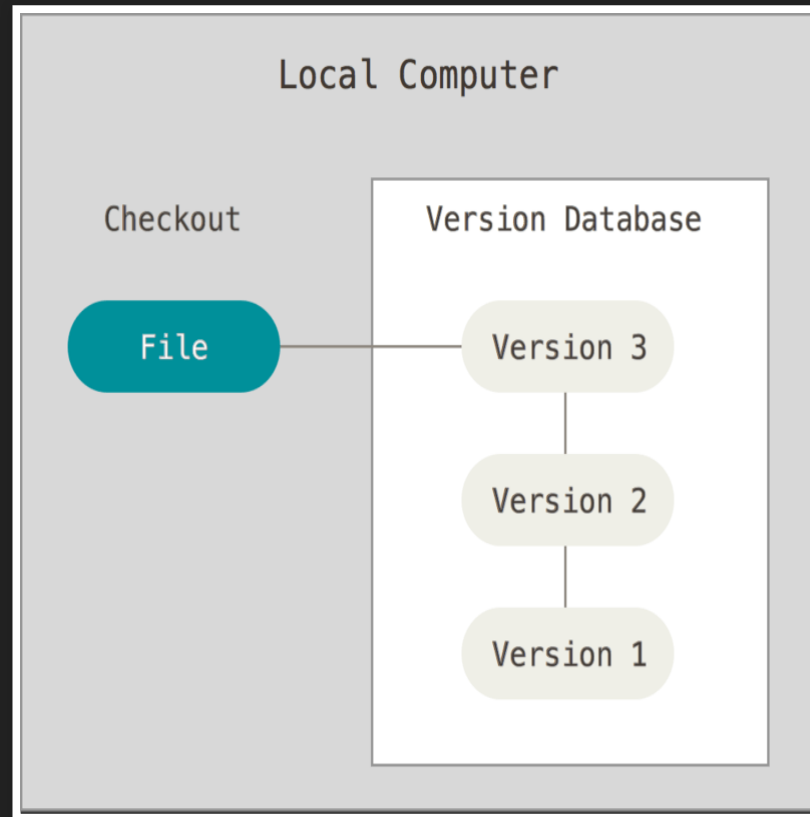 Local Computer
Checkout
Version Database
File
Version 3
Version 2
Version 1